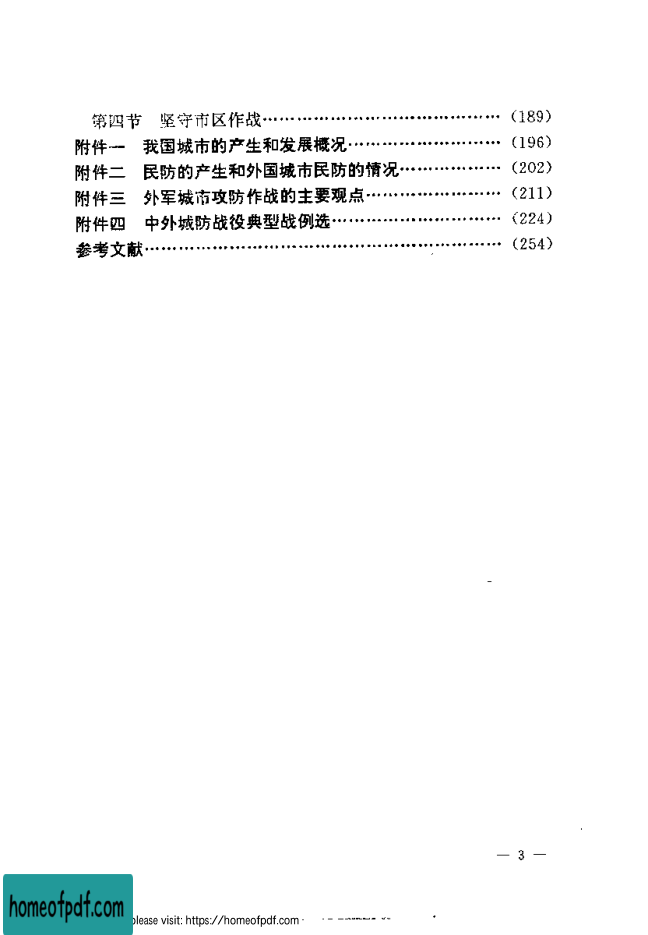 第四节 坚守市区作战……………………………………(189)
附件一 我国城市的产生和发展概况………………………(196)
附件二 民防的产生和外国城市民防的情况………………(202)
附件三 外军城市攻防作战的主要观点……………………(211)
附件四 中外城防战役典型战例选…………………………(224)
参考文献………………………………………………………(254)
— 3 —
homeofpdf.com
please visit: https://homeofpdf.com